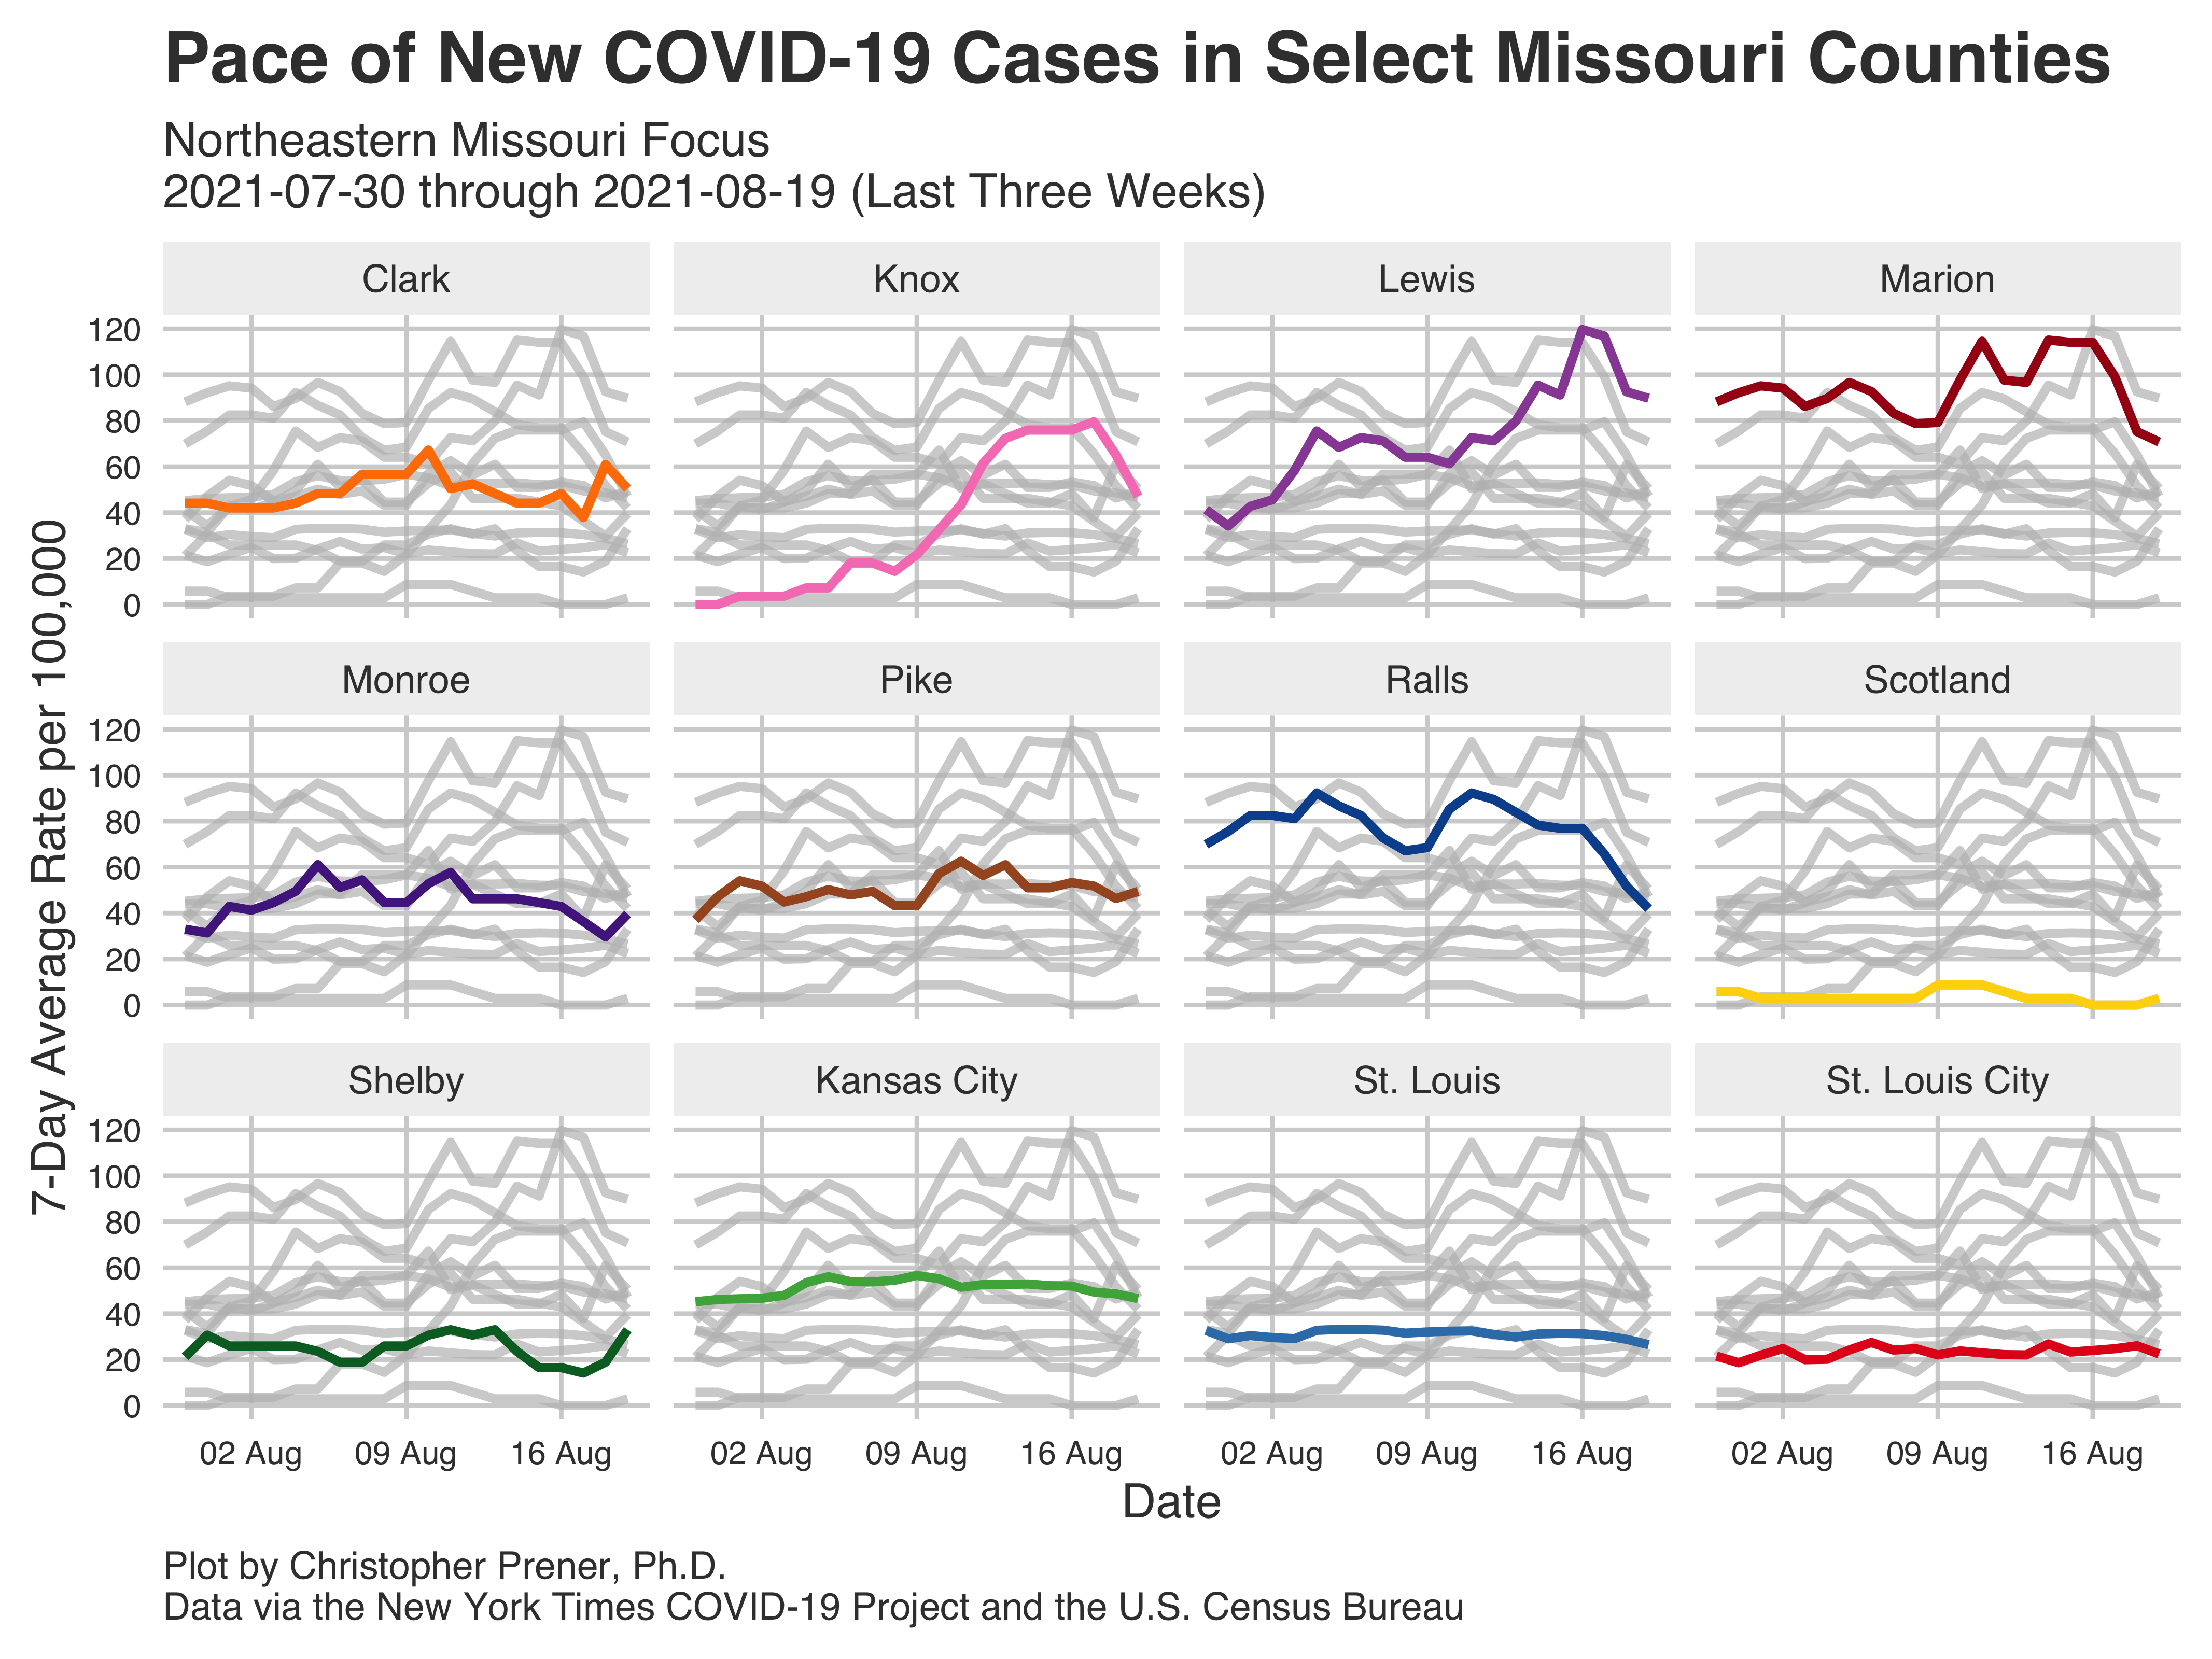 Pace of New COVID-19 Cases in Select Missouri Counties
Northeastern Missouri Focus
2021-07-30 through 2021-08-19 (Last Three Weeks)
7-Day Average Rate per 100,000
Clark
Knox
Lewis
Marion
120
100
80
60
40
20
0
Monroe
Pike
Ralls
Scotland
120
100
80
60
40
20
0
Shelby
Kansas City
St. Louis
St. Louis City
120
100
80
60
40
20
0
02 Aug
09 Aug
16 Aug
02 Aug
09 Aug
16 Aug
02 Aug
09 Aug
16 Aug
02 Aug
09 Aug
16 Aug
Date
Plot by Christopher Prener, Ph.D.
Data via the New York Times COVID-19 Project and the U.S. Census Bureau